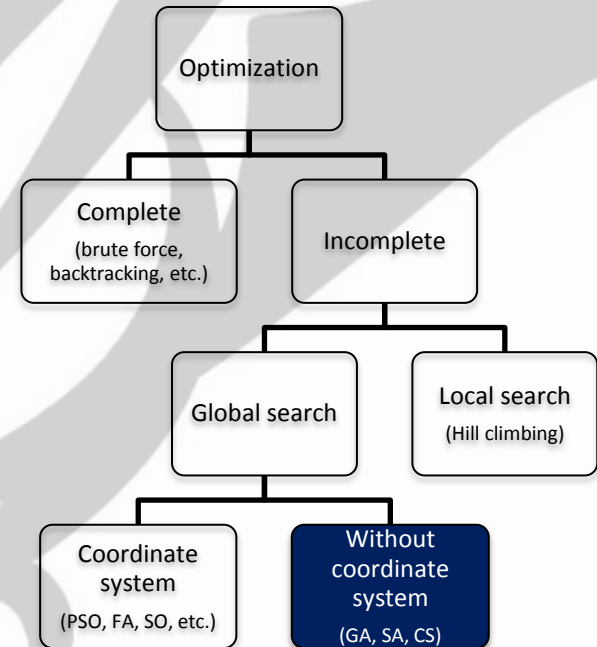 Optimization
Complete
(brute force,
backtracking, etc.)
Incomplete
Global search
Local search
(Hill climbing)
Coordinate
system
(PSO, FA, SO, etc.)
Without
coordinate
system
(GA, SA, CS)